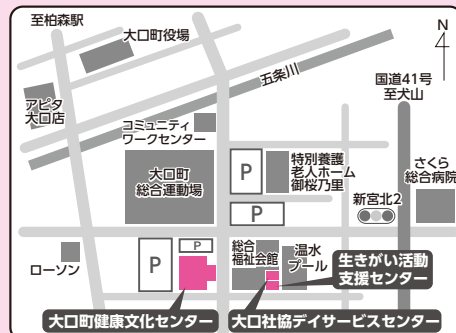 至柏森駅
大口町役場
N
五条川
国道41号
至犬山
アピタ
大口店
コミュニティ
ワークセンター
大口町
総合運動場
P
特別養護
老人ホーム
御桜乃里
さくら
総合病院
新宮北2
P
P
P
ローソン
総合
福祉会館
温水
プール
生きがい活動
支援センター
大口町健康文化センター
大口社協デイサービスセンター